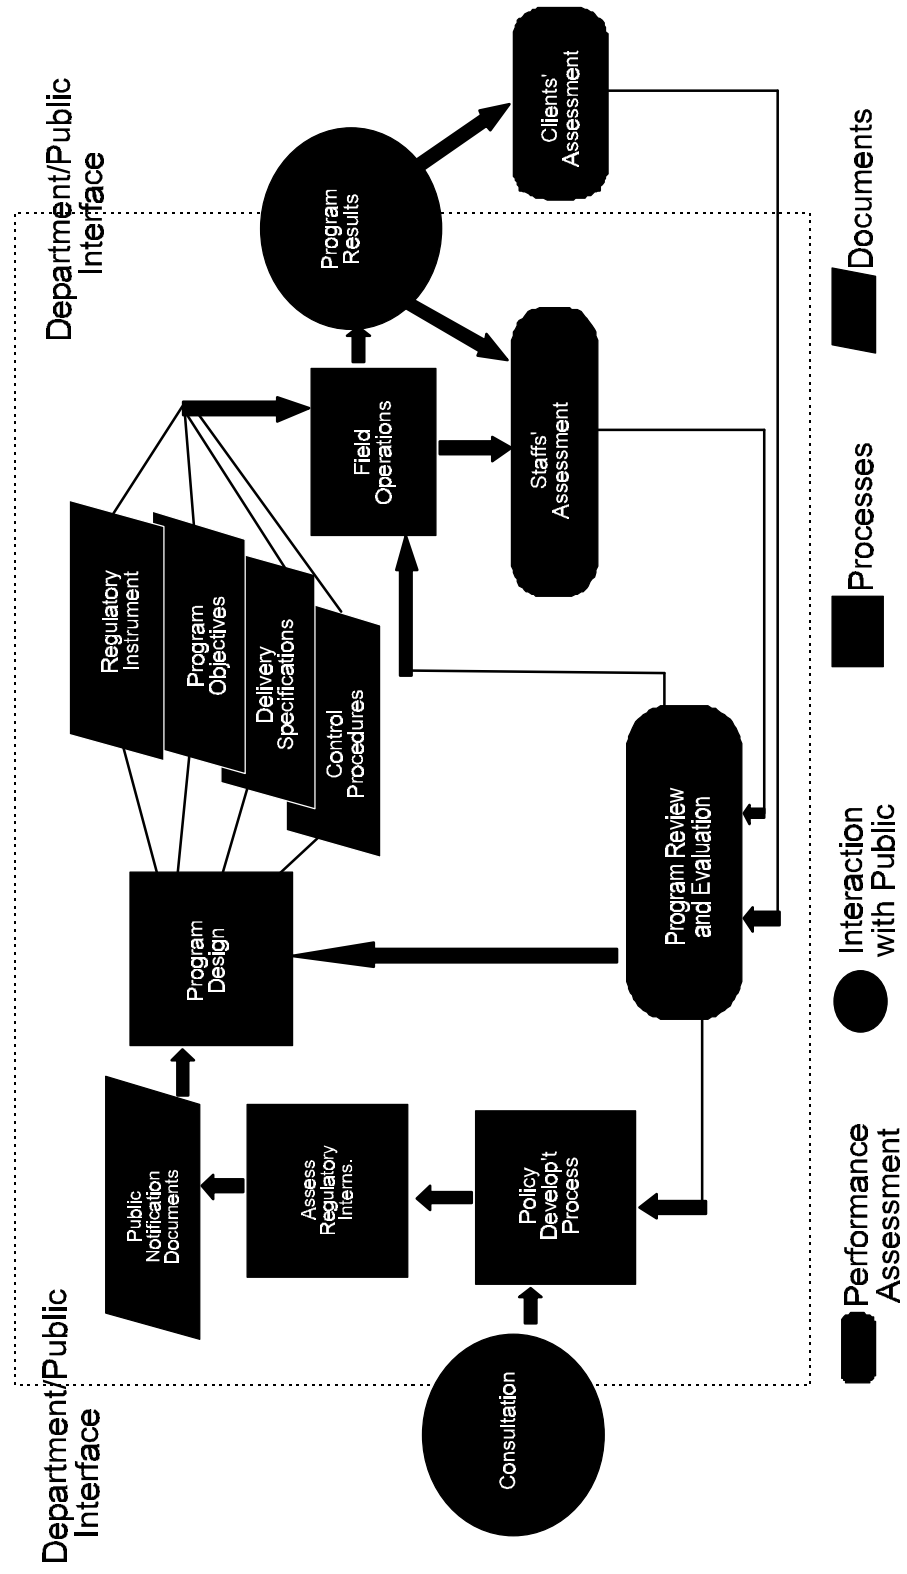 Department/Public
Interface
Department/Public
Interface
Public
Notification
Documents
Program
Design
Regulatory
Instrument
Program
Objectives
Delivery
Specifications
Control
Procedures
Program
Results
Assess
Regulatory
Interns.
Field
Operations
Clients'
Assessment
Consultation
Policy
Develop't
Process
Staffs'
Assessment
Program Review
and Evaluation
Performance
Assessment
Interaction
with Public
Processes
Documents